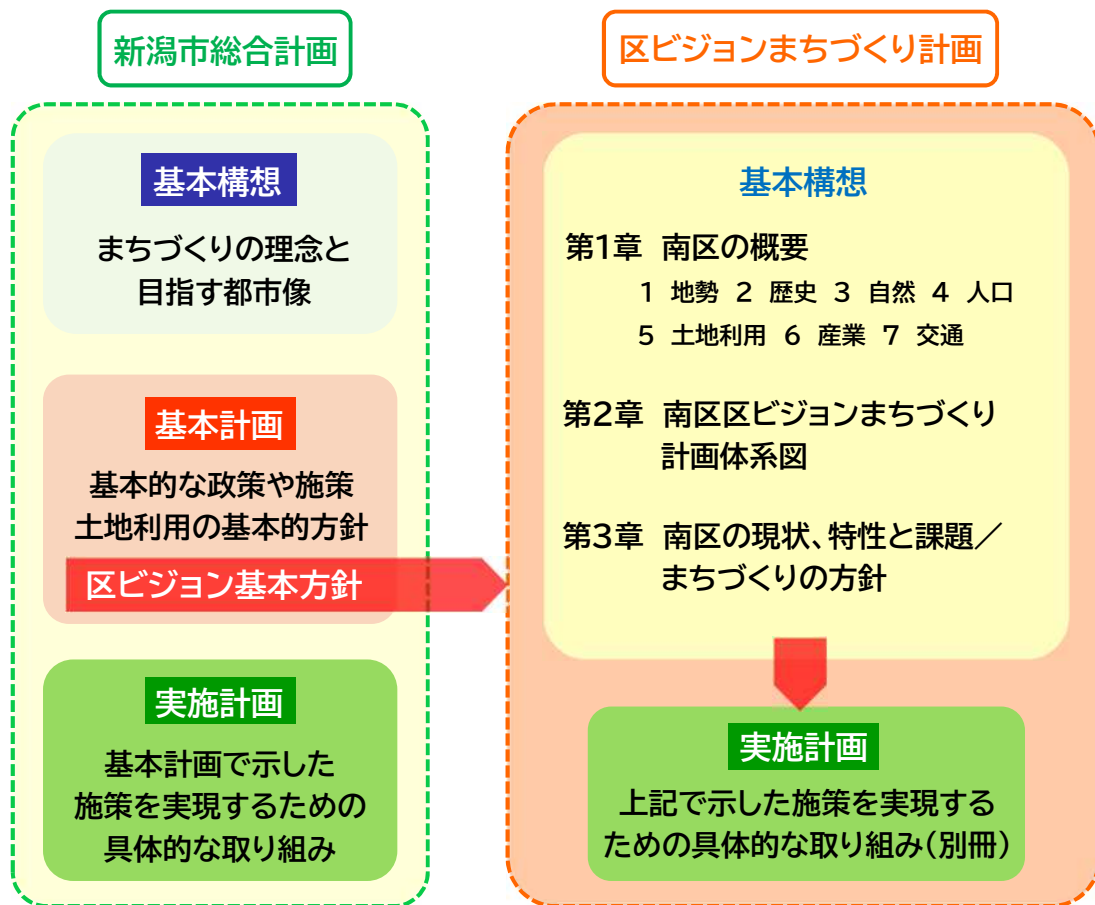 新潟市総合計画
基本構想
まちづくりの理念と
目指す都市像
基本計画
基本的な政策や施策
土地利用の基本的方針
区ビジョン基本方針
実施計画
基本計画で示した
施策を実現するための
具体的な取り組み
区ビジョンまちづくり計画
基本構想
第1章 南区の概要
1 地勢 2 歴史 3 自然 4 人口
5 土地利用 6 産業 7 交通
第2章 南区区ビジョンまちづくり
計画体系図
第3章 南区の現状、特性と課題／
まちづくりの方針
実施計画
上記で示した施策を実現する
ための具体的な取り組み(別冊)